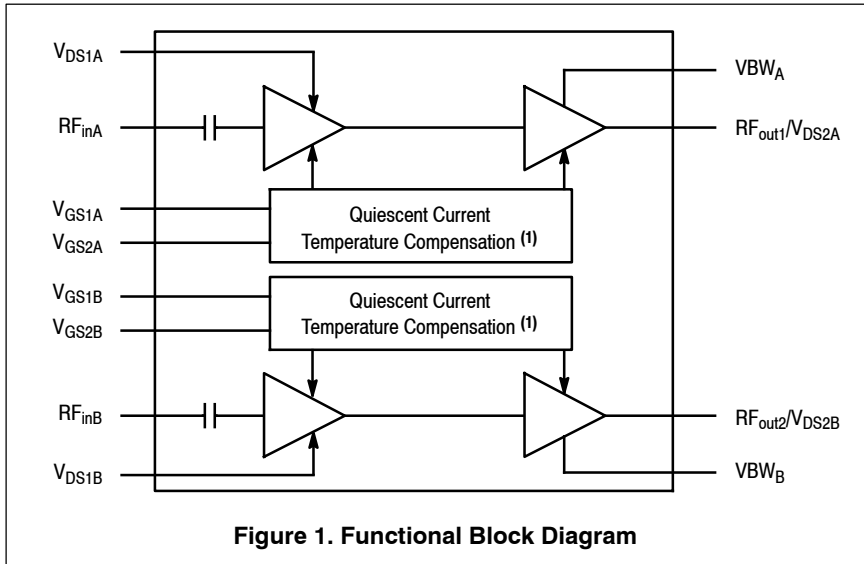 V_DS1A
VBW_A
RF_inA
RF_out1/V_DS2A
V_GS1A
V_GS2A
Quiescent Current
Temperature Compensation (1)
V_GS1B
V_GS2B
Quiescent Current
Temperature Compensation (1)
RF_inB
RF_out2/V_DS2B
V_DS1B
VBW_B
Figure 1. Functional Block Diagram